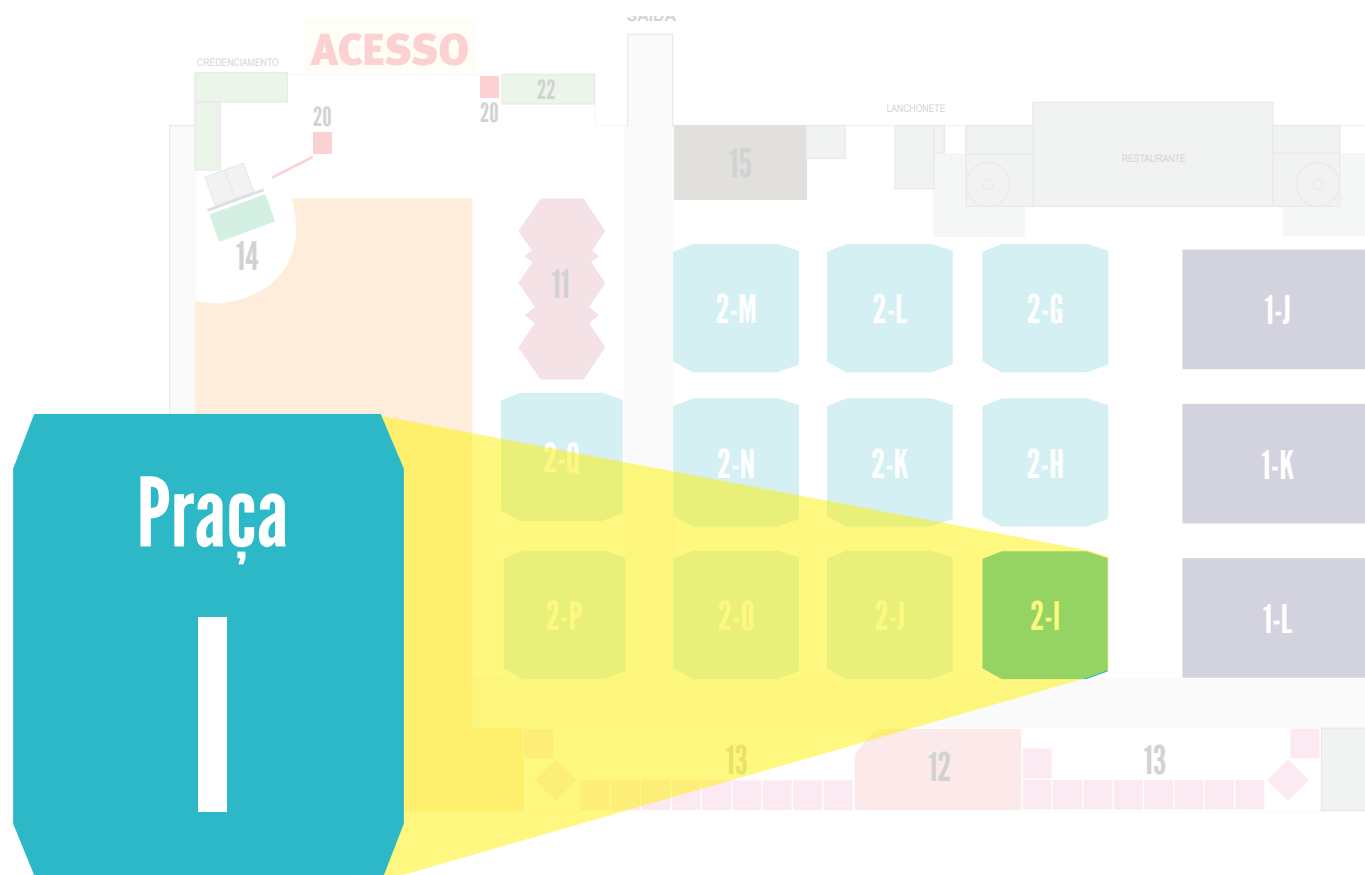 SAÍDA
ACESSO
CREDENCIAMENTO
20
20
22
LANCHONETE
15
RESTAURANTE
14
11
2-M
2-L
2-G
1-J
2-Q
2-N
2-K
2-H
1-K
Praça
I
2-P
2-O
2-J
2-I
1-L
13
12
13